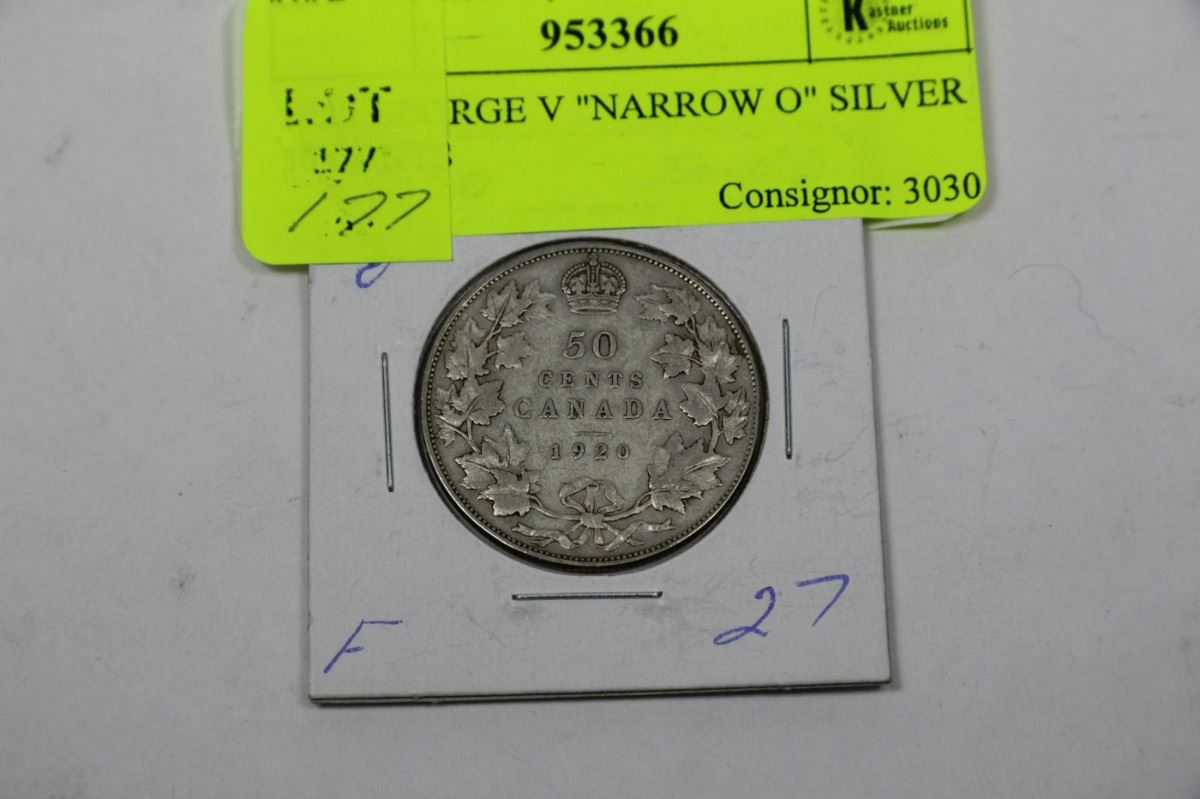 953366
Kastner
Auctions
LOT
RGE V "NARROW O" SILVER
177
177
Consignor: 3030
50
CENTS
CANADA
1920
F
27